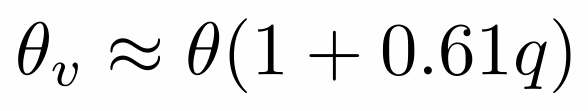 θ_v ≈ θ(1 + 0.61q)